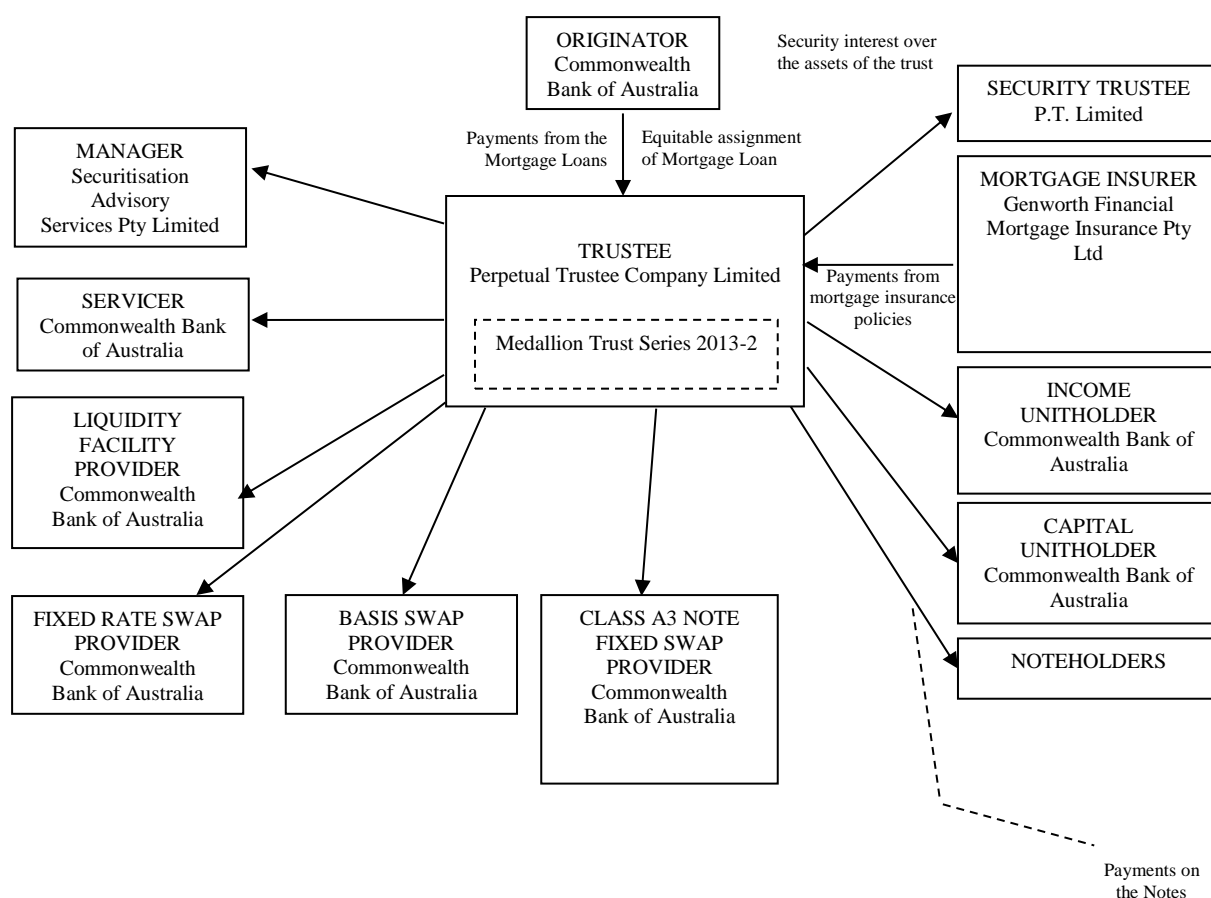 ORIGINATOR
Commonwealth
Bank of Australia
Security interest over
the assets of the trust
SECURITY TRUSTEE
P.T. Limited
Payments from the
Mortgage Loans
Equitable assignment
of Mortgage Loan
MANAGER
Securitisation
Advisory
Services Pty Limited
MORTGAGE INSURER
Genworth Financial
Mortgage Insurance Pty
Ltd
TRUSTEE
Perpetual Trustee Company Limited
Medallion Trust Series 2013-2
Payments from
mortgage insurance
policies
SERVICER
Commonwealth Bank
of Australia
INCOME
UNITHOLDER
Commonwealth Bank of
Australia
LIQUIDITY
FACILITY
PROVIDER
Commonwealth
Bank of Australia
CAPITAL
UNITHOLDER
Commonwealth Bank of
Australia
FIXED RATE SWAP
PROVIDER
Commonwealth
Bank of Australia
BASIS SWAP
PROVIDER
Commonwealth
Bank of Australia
CLASS A3 NOTE
FIXED SWAP
PROVIDER
Commonwealth
Bank of Australia
NOTEHOLDERS
Payments on
the Notes